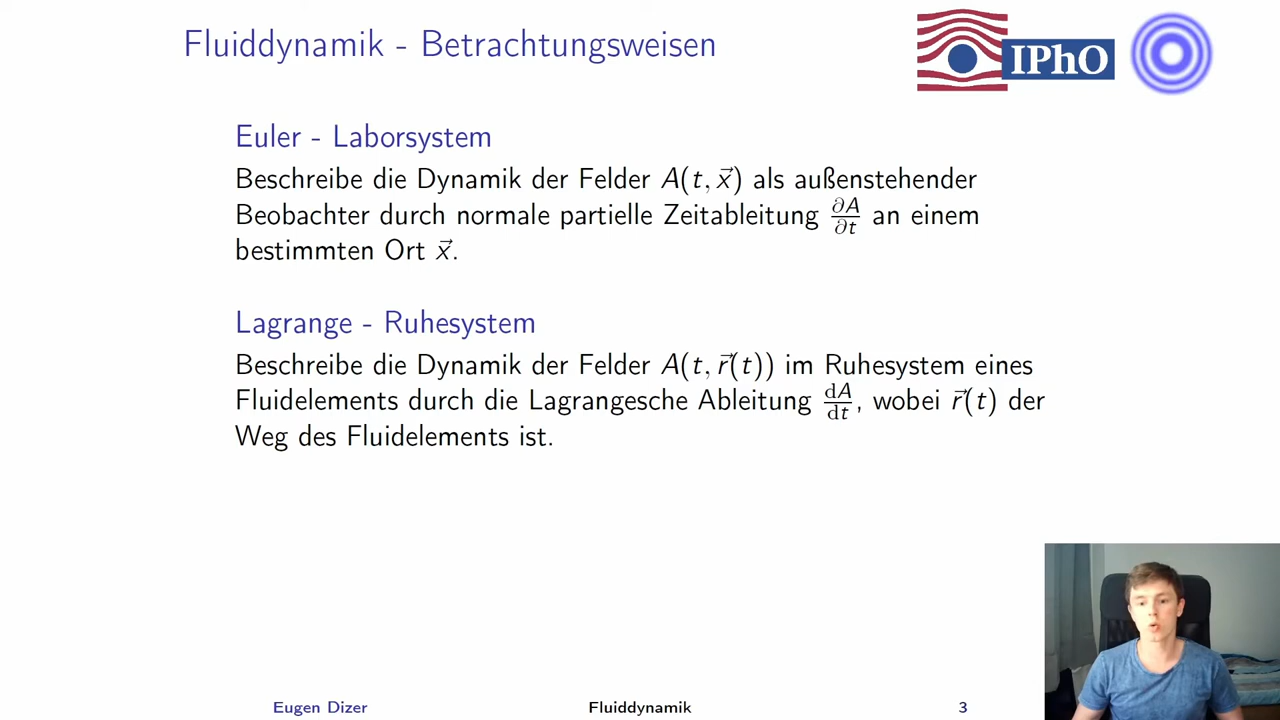 Fluiddynamik - Betrachtungsweisen
IPhO
Euler - Laborsystem
Beschreibe die Dynamik der Felder A(t, x⃗) als außenstehender
Beobachter durch normale partielle Zeitableitung ∂A/∂t an einem
bestimmten Ort x⃗.
Lagrange - Ruhesystem
Beschreibe die Dynamik der Felder A(t, r⃗(t)) im Ruhesystem eines
Fluidelements durch die Lagrangesche Ableitung dA/dt, wobei r⃗(t) der
Weg des Fluidelements ist.
Eugen Dizer Fluiddynamik 3